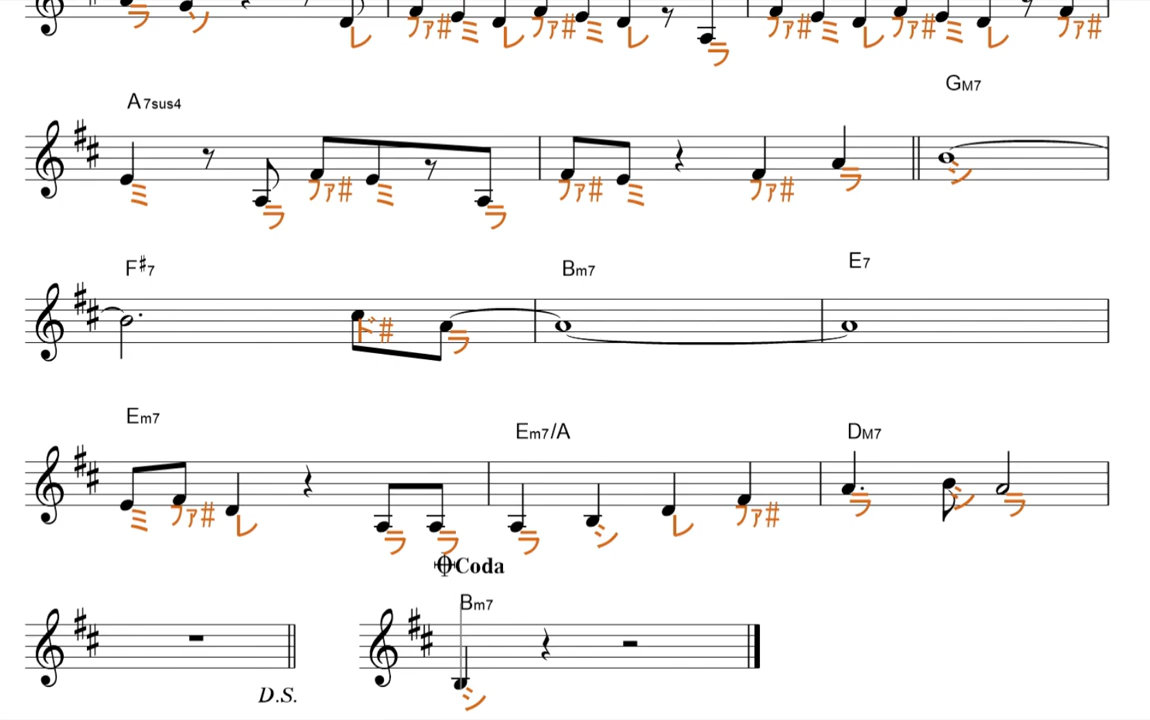 ラ ソ レ ファ# ミ レ ファ# ミ レ ラ ファ# ミ レ ファ# ミ レ ファ#
A7sus4 GM7
ミ ラ ファ# ミ ラ ファ# ミ ファ# ラ シ
F#7 Bm7 E7
ド# ラ
Em7 Em7/A DM7
ミ ファ# レ ラ ラ ラ シ レ ファ# ラ シ ラ
Coda
Bm7
D.S. シ